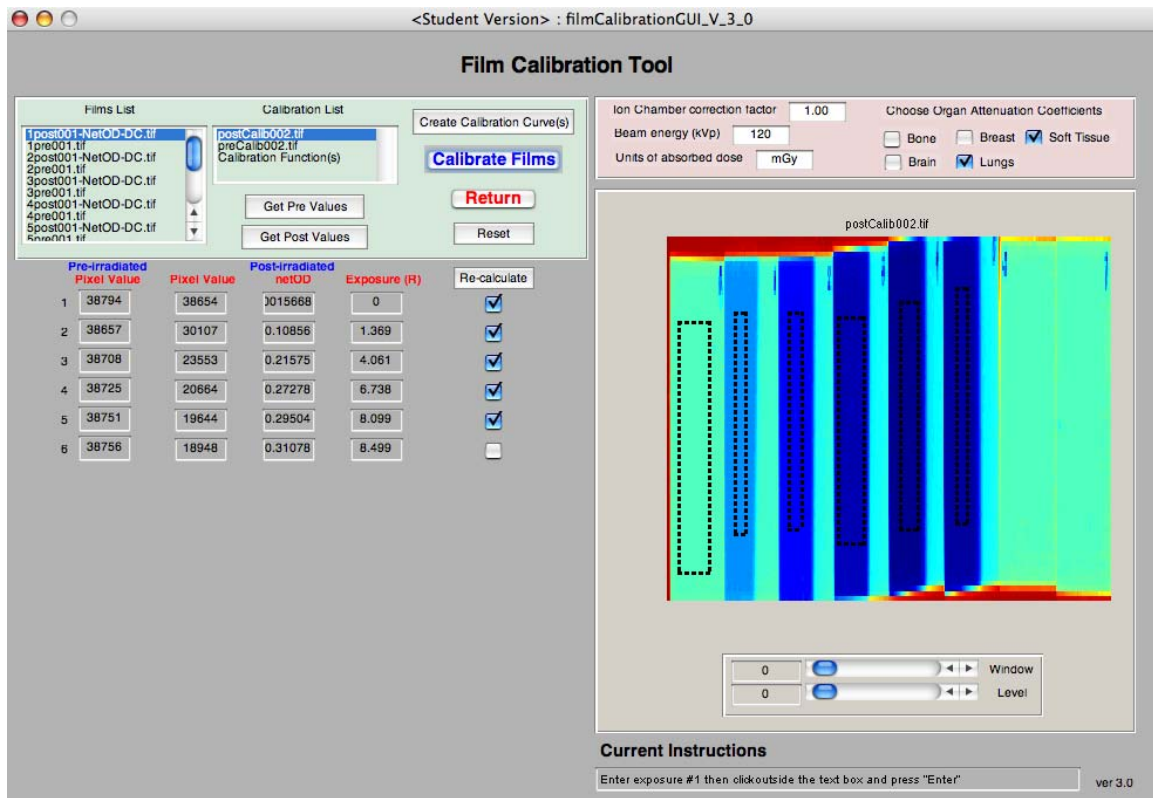 <Student Version> : filmCalibrationGUI_V_3_0
Film Calibration Tool
Films List
1post001-NetOD-DC.tif
1pre001.tif
2post001-NetOD-DC.tif
2pre001.tif
3post001-NetOD-DC.tif
3pre001.tif
4post001-NetOD-DC.tif
4pre001.tif
5post001-NetOD-DC.tif
5pre001.tif
Calibration List
postCalib002.tif
preCalib002.tif
Calibration Function(s)
Get Pre Values
Get Post Values
Create Calibration Curve(s)
Calibrate Films
Return
Reset
Ion Chamber correction factor 1.00
Beam energy (kVp) 120
Units of absorbed dose mGy
Choose Organ Attenuation Coefficients
Bone Breast Soft Tissue
Brain Lungs
Pre-irradiated Post-irradiated
Pixel Value Pixel Value netOD Exposure (R) Re-calculate
1 38794 38654 0015668 0
2 38657 30107 0.10856 1.369
3 38708 23553 0.21575 4.061
4 38725 20664 0.27278 6.738
5 38751 19644 0.29504 8.099
6 38756 18948 0.31078 8.499
postCalib002.tif
0 Window
0 Level
Current Instructions
Enter exposure #1 then clickoutside the text box and press "Enter"
ver 3.0